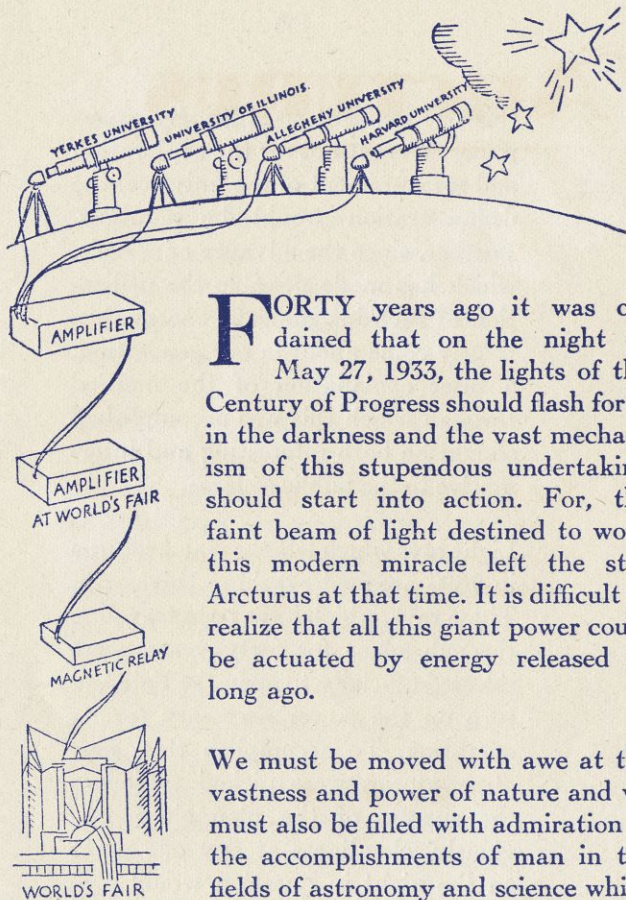 YERKES UNIVERSITY
UNIVERSITY OF ILLINOIS.
ALLEGHENY UNIVERSITY
HARVARD UNIVERSITY
AMPLIFIER
AMPLIFIER
AT WORLD'S FAIR
MAGNETIC RELAY
WORLD'S FAIR
FORTY years ago it was
dained that on the night
May 27, 1933, the lights of th
Century of Progress should flash for
in the darkness and the vast mecha
ism of this stupendous undertakin
should start into action. For, th
faint beam of light destined to wo
this modern miracle left the st
Arcturus at that time. It is difficult
realize that all this giant power cou
be actuated by energy released
long ago.
We must be moved with awe at t
vastness and power of nature and
must also be filled with admiration
the accomplishments of man in t
fields of astronomy and science whi